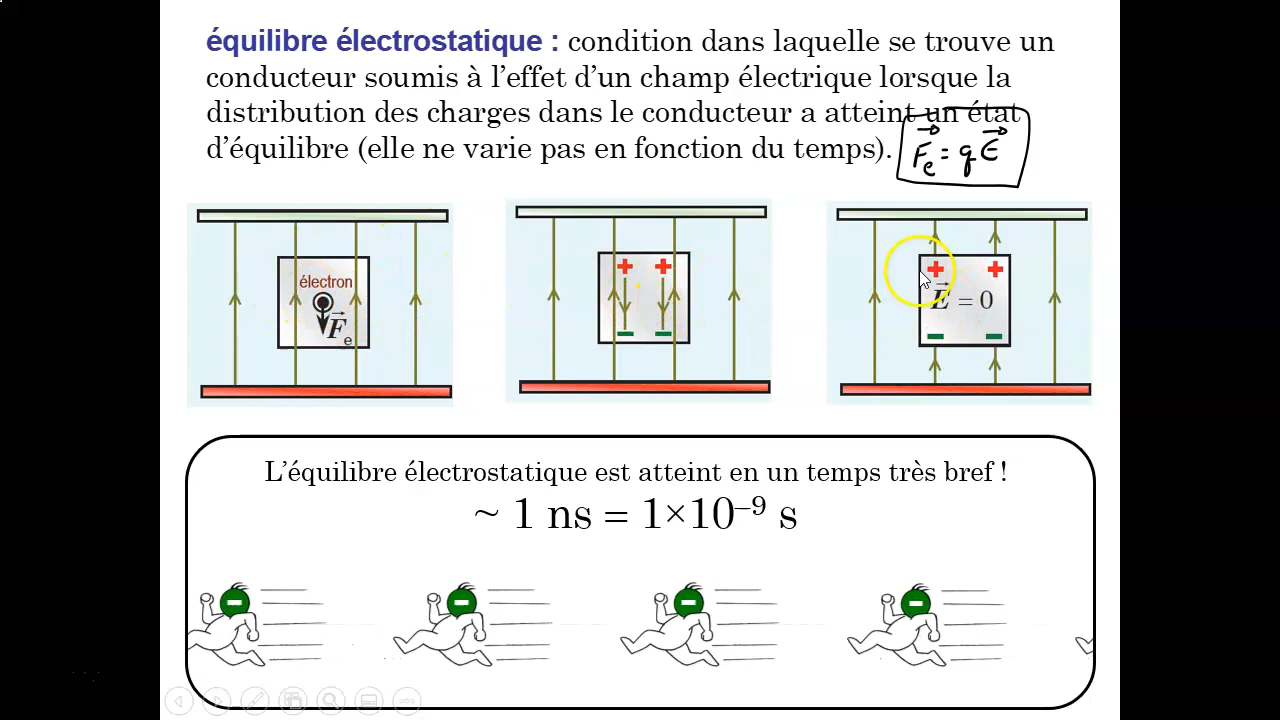 équilibre électrostatique : condition dans laquelle se trouve un
conducteur soumis à l’effet d’un champ électrique lorsque la
distribution des charges dans le conducteur a atteint un état
d’équilibre (elle ne varie pas en fonction du temps).
F⃗e = qE⃗
électron
F⃗e
+ +
− −
+ +
E⃗ = 0
− −
L’équilibre électrostatique est atteint en un temps très bref !
~ 1 ns = 1×10⁻⁹ s
− − − −